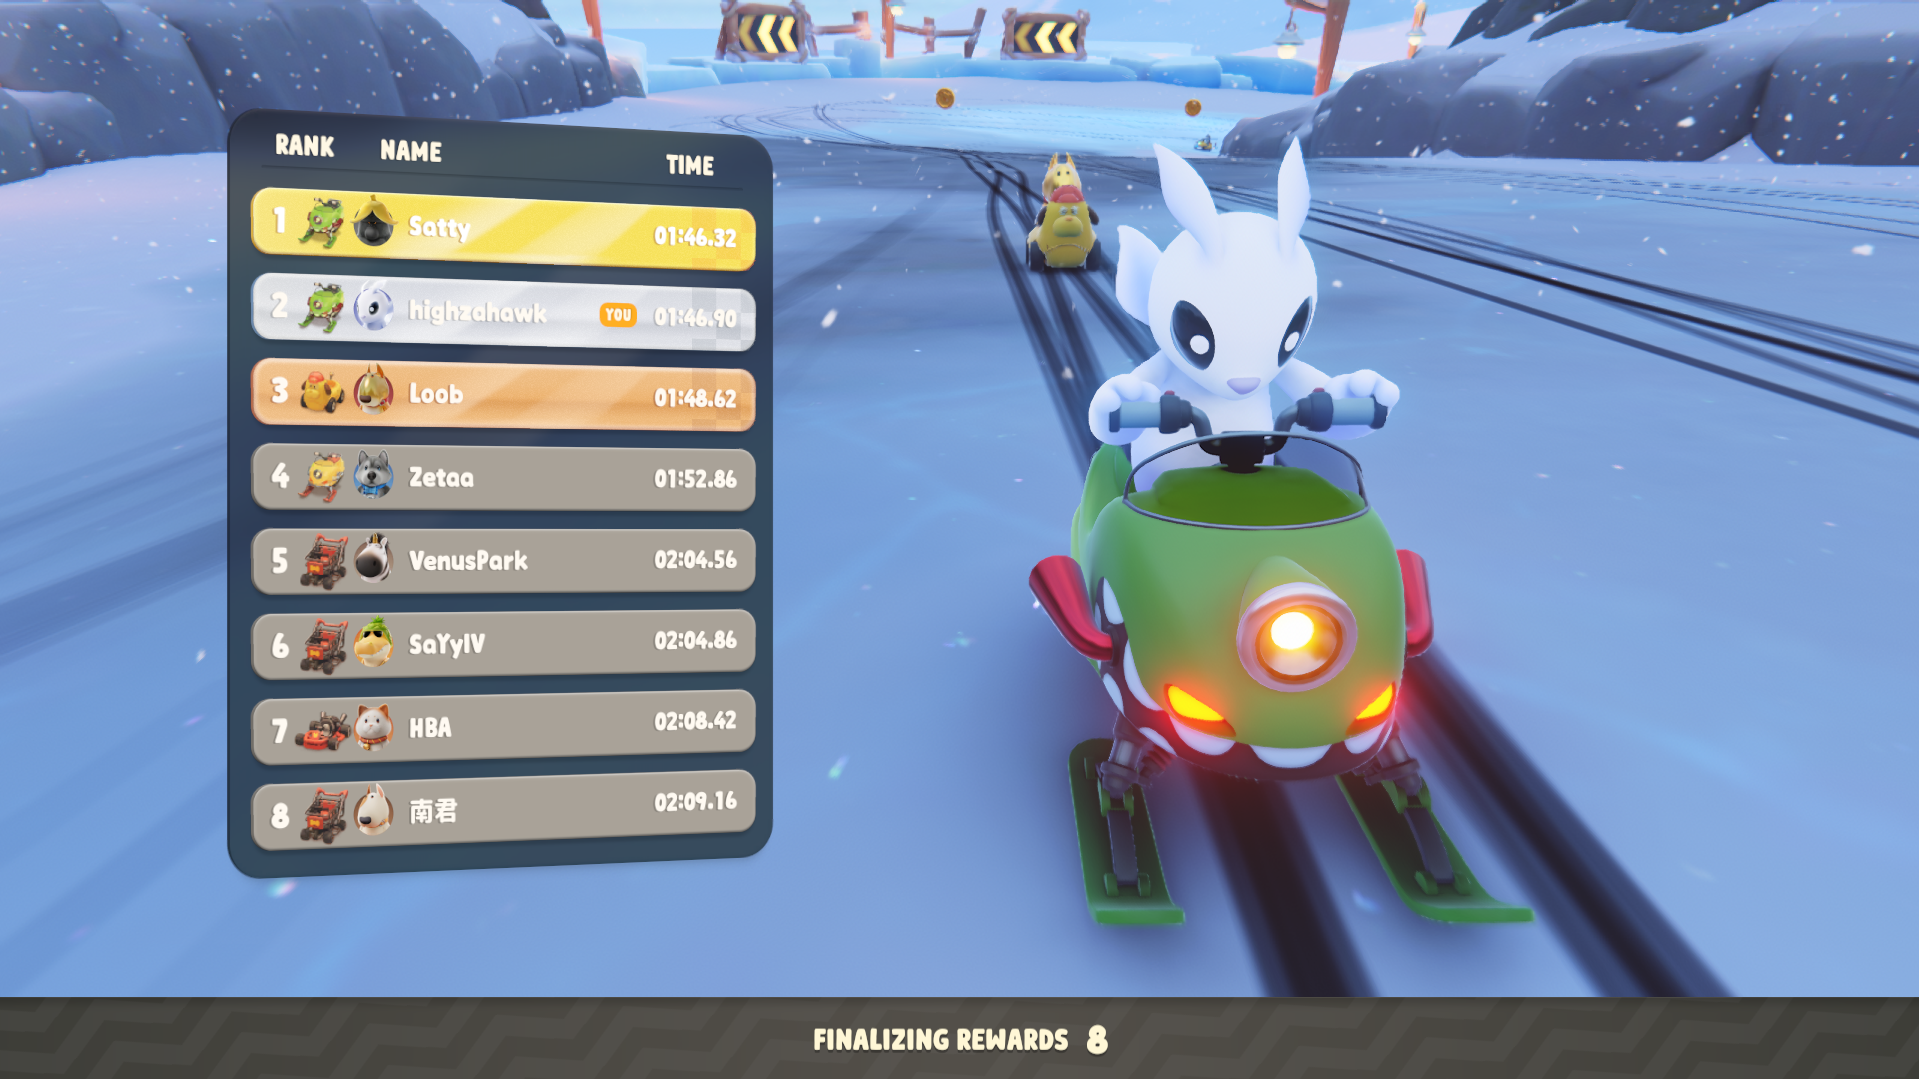 RANK NAME TIME
1 Satty 01:46.32
2 highzahawk YOU 01:46.90
3 Loob 01:48.62
4 Zetaa 01:52.86
5 VenusPark 02:04.56
6 SaYyIV 02:04.86
7 HBA 02:08.42
8 南君 02:09.16
FINALIZING REWARDS 8